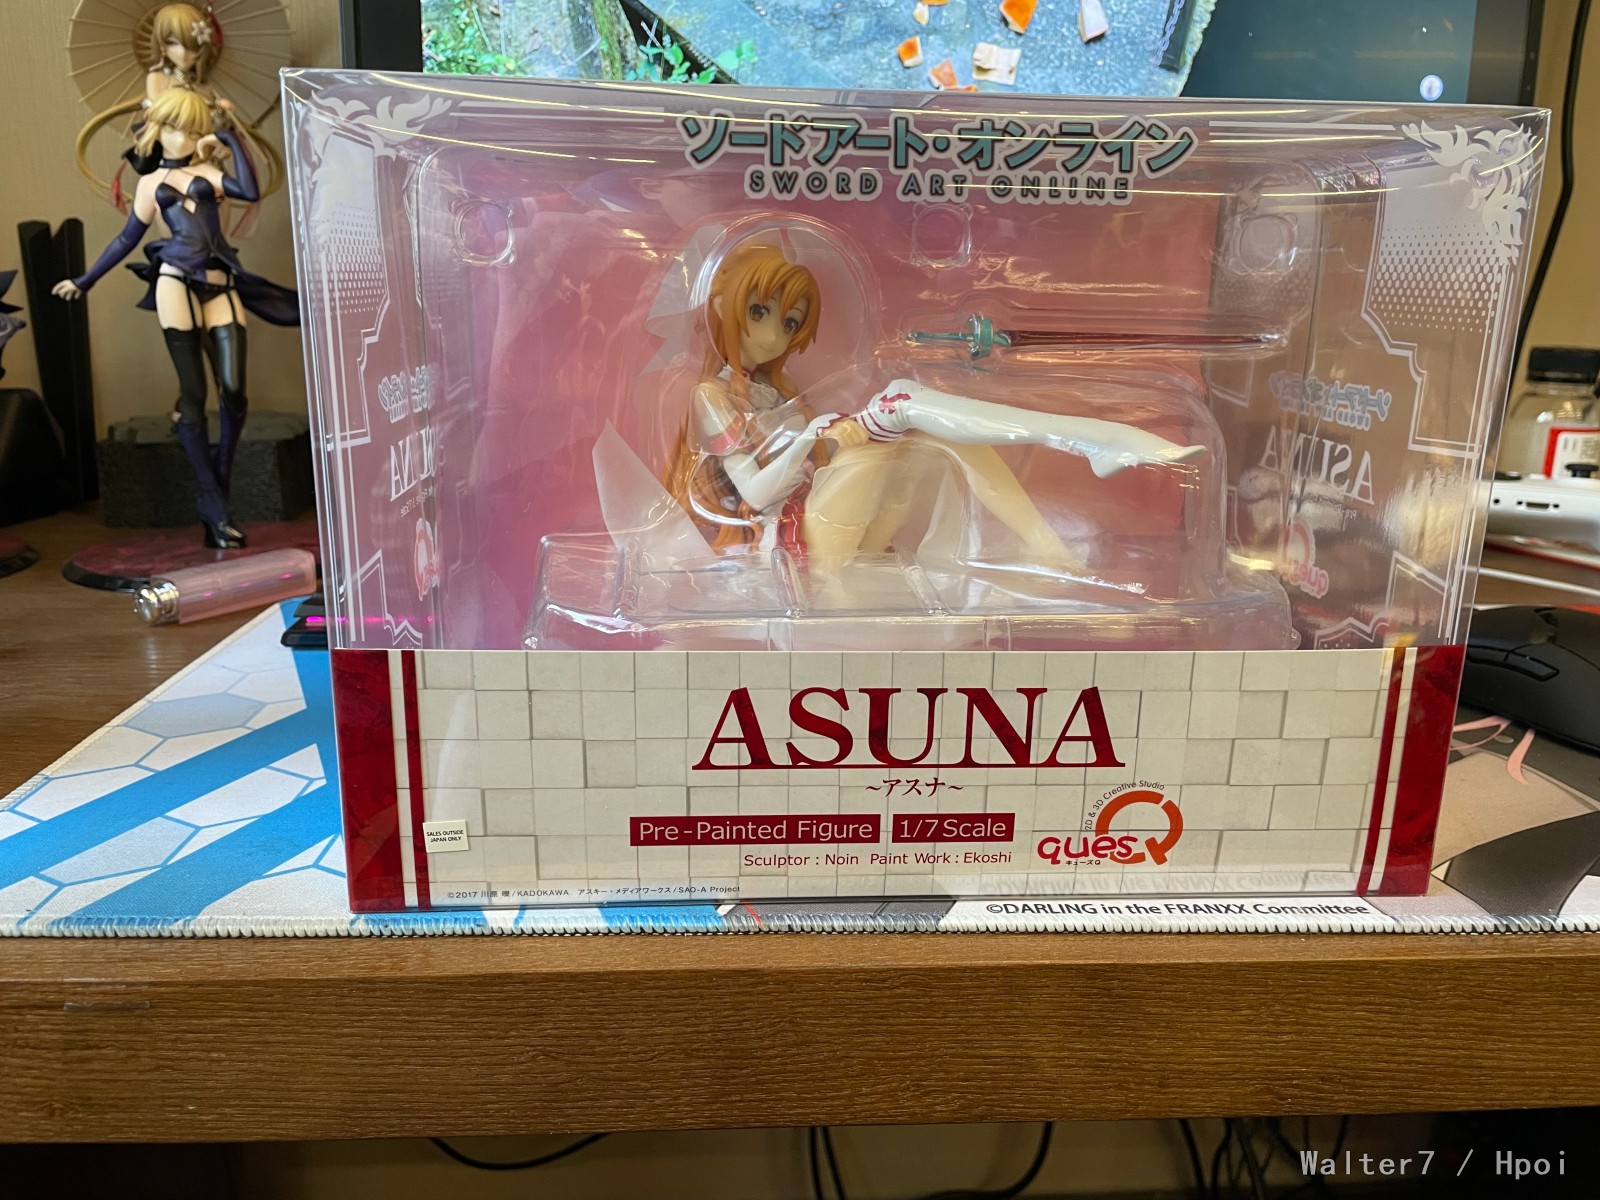 ソードアート・オンライン
SWORD ART ONLINE
ASUNA
ASUNA
ASUNA
~アスナ~
Pre-Painted Figure 1/7 Scale
Sculptor : Noin Paint Work : Ekoshi
2D & 3D Creative Studio
quesQ
キューズQ
SALES OUTSIDE
JAPAN ONLY
©2017 川原 礫/KADOKAWA アスキー・メディアワークス/SAO-A Project
©DARLING in the FRANXX Committee
Walter7 / Hpoi